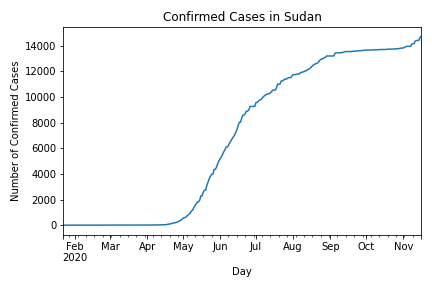 Confirmed Cases in Sudan
Number of Confirmed Cases
14000
12000
10000
8000
6000
4000
2000
0
Feb Mar Apr May Jun Jul Aug Sep Oct Nov
2020
Day